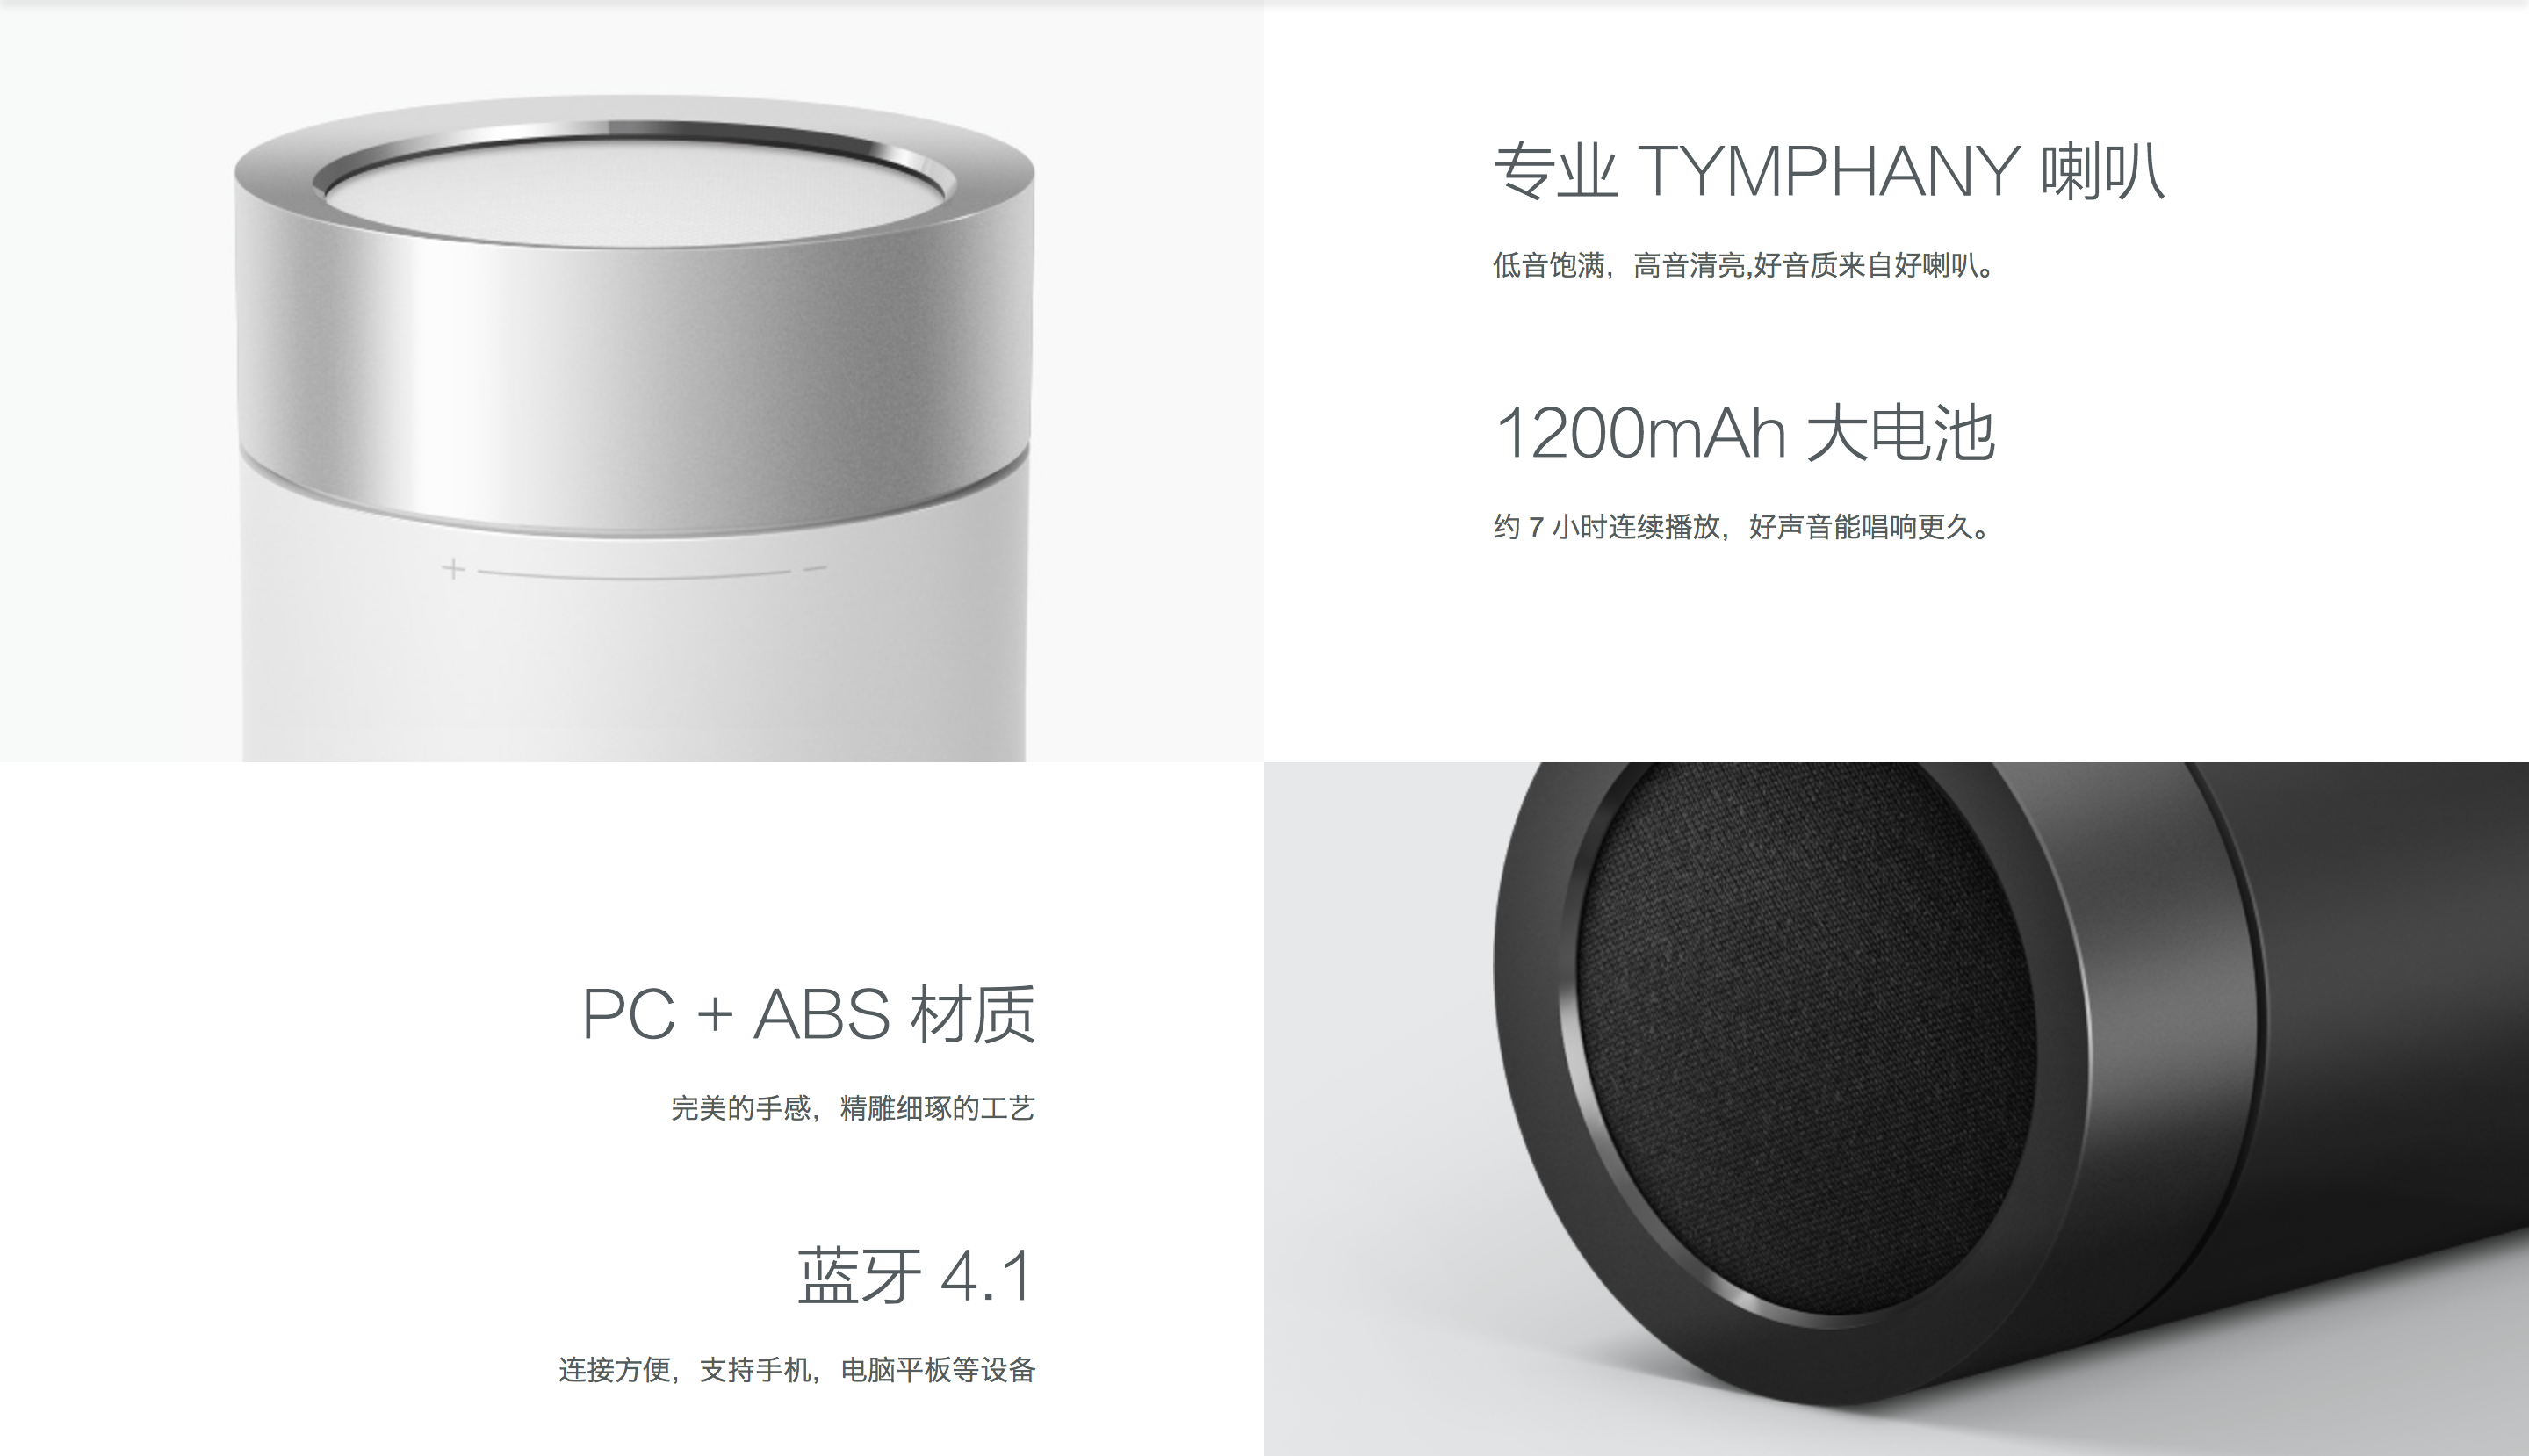 专业 TYMPHANY 喇叭
低音饱满，高音清亮,好音质来自好喇叭。
1200mAh 大电池
约 7 小时连续播放，好声音能唱响更久。
PC + ABS 材质
完美的手感，精雕细琢的工艺
蓝牙 4.1
连接方便，支持手机，电脑平板等设备